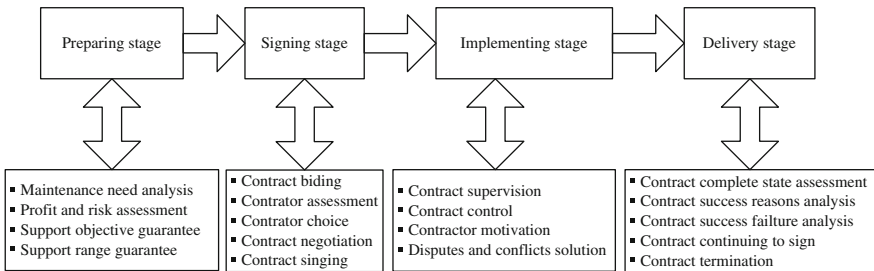 Preparing stage
Signing stage
Implementing stage
Delivery stage
▪ Maintenance need analysis
▪ Profit and risk assessment
▪ Support objective guarantee
▪ Support range guarantee
▪ Contract biding
▪ Contrator assessment
▪ Contrator choice
▪ Contract negotiation
▪ Contract singing
▪ Contract supervision
▪ Contract control
▪ Contractor motivation
▪ Disputes and conflicts solution
▪ Contract complete state assessment
▪ Contract success reasons analysis
▪ Contract success failture analysis
▪ Contract continuing to sign
▪ Contract termination